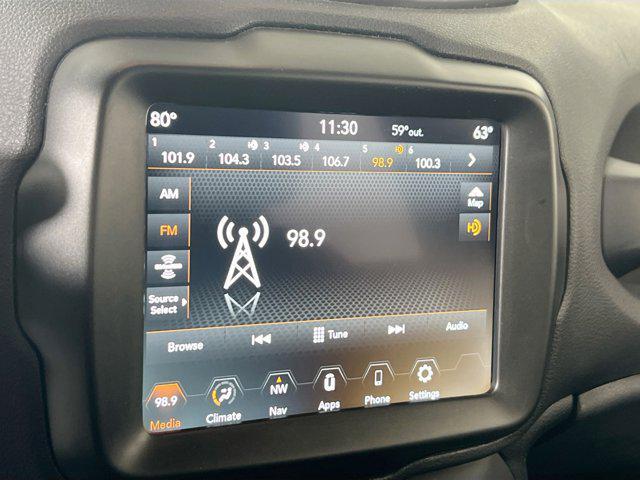 80° 11:30 59° out. 63°
1 2 3 4 5 6
101.9 104.3 103.5 106.7 98.9 100.3
AM
Map
FM
98.9
Source
Select
Browse Tune Audio
98.9 NW
Media Climate Nav Apps Phone Settings